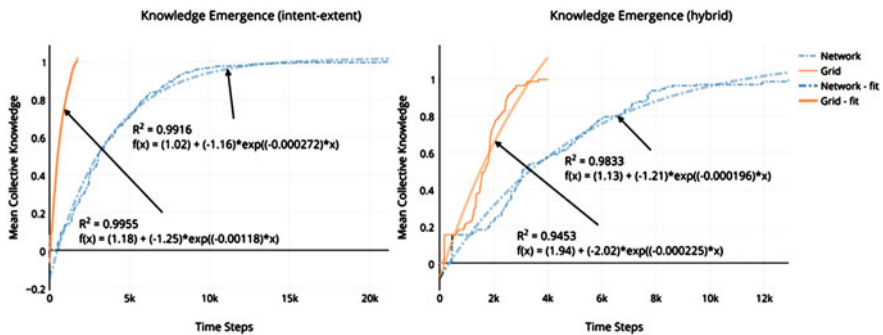 Knowledge Emergence (intent-extent)
Mean Collective Knowledge
1
0.8
0.6
0.4
0.2
0
−0.2
R² = 0.9916
f(x) = (1.02) + (-1.16)*exp((-0.000272)*x)
R² = 0.9955
f(x) = (1.18) + (-1.25)*exp((-0.00118)*x)
0
5k
10k
15k
20k
Time Steps
Knowledge Emergence (hybrid)
Mean Collective Knowledge
1
0.8
0.6
0.4
0.2
0
R² = 0.9833
f(x) = (1.13) + (-1.21)*exp((-0.000196)*x)
R² = 0.9453
f(x) = (1.94) + (-2.02)*exp((-0.000225)*x)
0
2k
4k
6k
8k
10k
12k
Time Steps
Network
Grid
Network - fit
Grid - fit